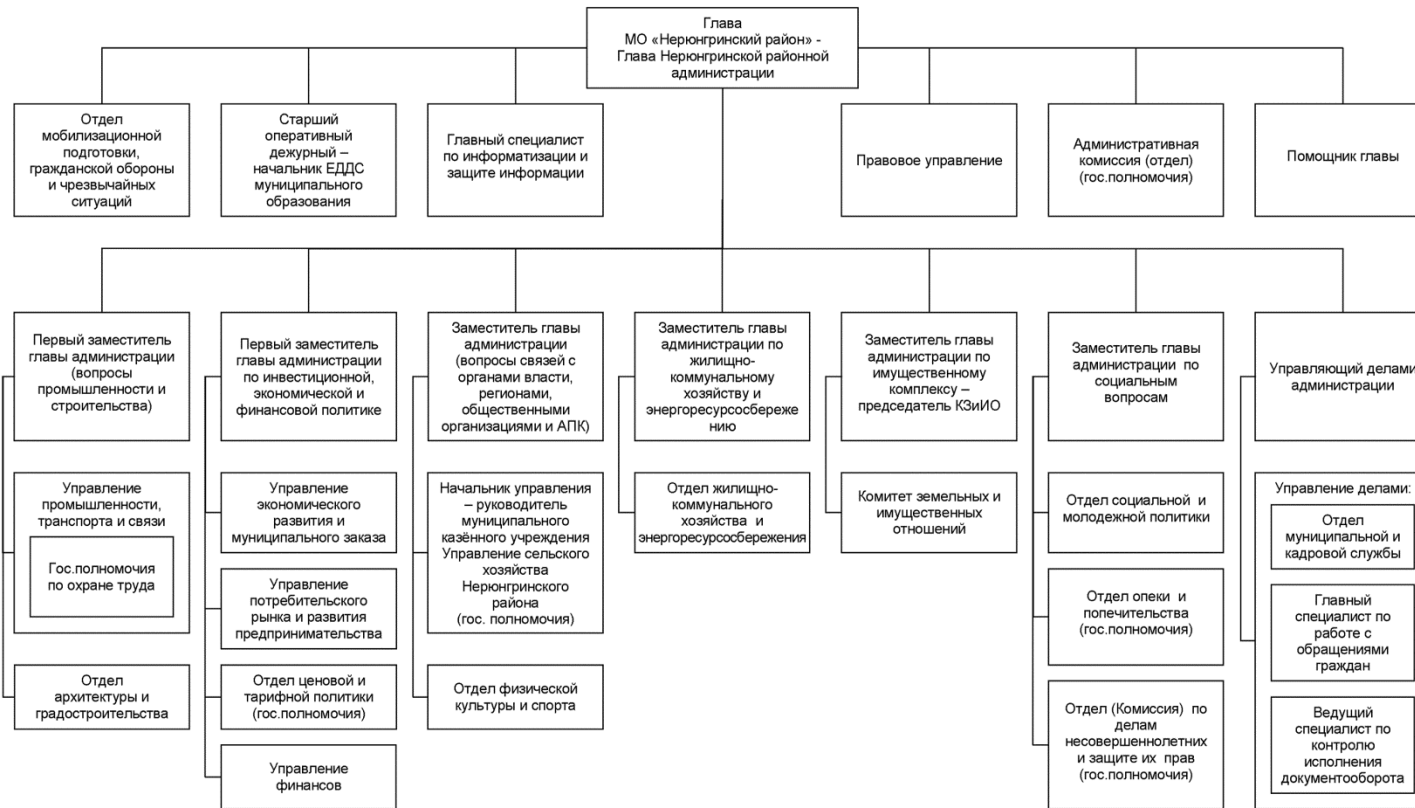 Глава
МО «Нерюнгринский район» -
Глава Нерюнгринской районной
администрации
Отдел
мобилизационной
подготовки,
гражданской обороны
и чрезвычайных
ситуаций
Старший
оперативный
дежурный –
начальник ЕДДС
муниципального
образования
Главный специалист
по информатизации и
защите информации
Правовое управление
Административная
комиссия (отдел)
(гос.полномочия)
Помощник главы
Первый заместитель
главы администрации
(вопросы
промышленности и
строительства)
Первый заместитель
главы администрации
по инвестиционной,
экономической и
финансовой политике
Заместитель главы
администрации
(вопросы связей с
органами власти,
регионами,
общественными
организациями и АПК)
Заместитель главы
администрации по
жилищно-
коммунальному
хозяйству и
энергоресурсосбереже
нию
Заместитель главы
администрации по
имущественному
комплексу –
председатель КЗиИО
Заместитель главы
администрации по
социальным
вопросам
Управляющий делами
администрации
Управление
промышленности,
транспорта и связи
Гос.полномочия
по охране труда
Отдел
архитектуры и
градостроительства
Управление
экономического
развития и
муниципального заказа
Управление
потребительского
рынка и развития
предпринимательства
Отдел ценовой и
тарифной политики
(гос.полномочия)
Управление
финансов
Начальник управления
– руководитель
муниципального
казённого учреждения
Управление сельского
хозяйства
Нерюнгринского
района
(гос. полномочия)
Отдел физической
культуры и спорта
Отдел жилищно-
коммунального
хозяйства и
энергоресурсосбережения
Комитет земельных и
имущественных
отношений
Отдел социальной и
молодежной политики
Отдел опеки и
попечительства
(гос.полномочия)
Отдел (Комиссия) по
делам
несовершеннолетних
и защите их прав
(гос.полномочия)
Управление делами:
Отдел
муниципальной и
кадровой службы
Главный
специалист по
работе с
обращениями
граждан
Ведущий
специалист по
контролю
исполнения
документооборота